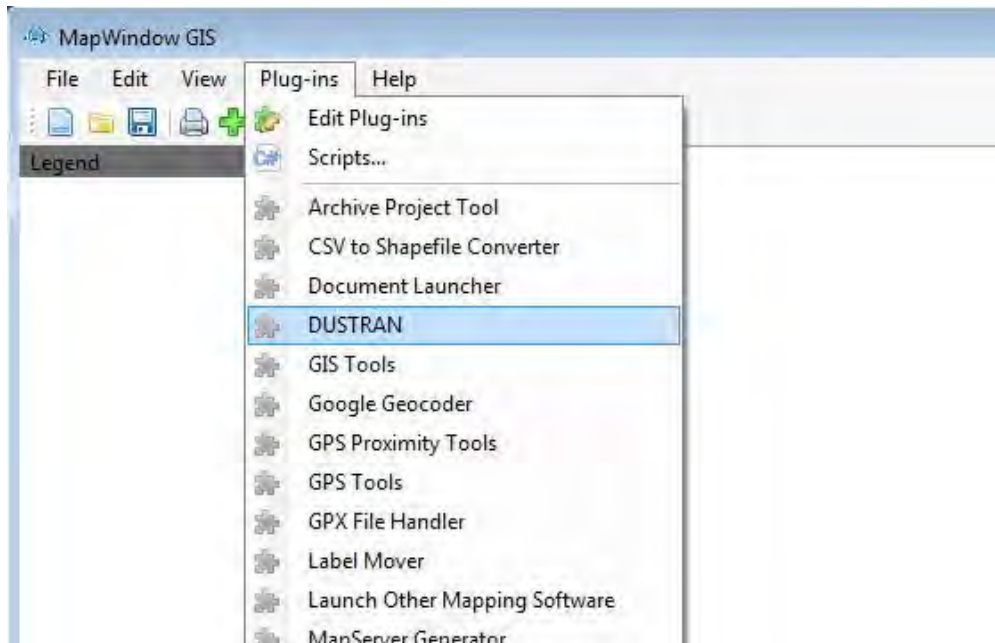 MapWindow GIS
File Edit View Plug-ins Help
Edit Plug-ins
Legend
C# Scripts...
Archive Project Tool
CSV to Shapefile Converter
Document Launcher
DUSTRAN
GIS Tools
Google Geocoder
GPS Proximity Tools
GPS Tools
GPX File Handler
Label Mover
Launch Other Mapping Software
MapServer Generator